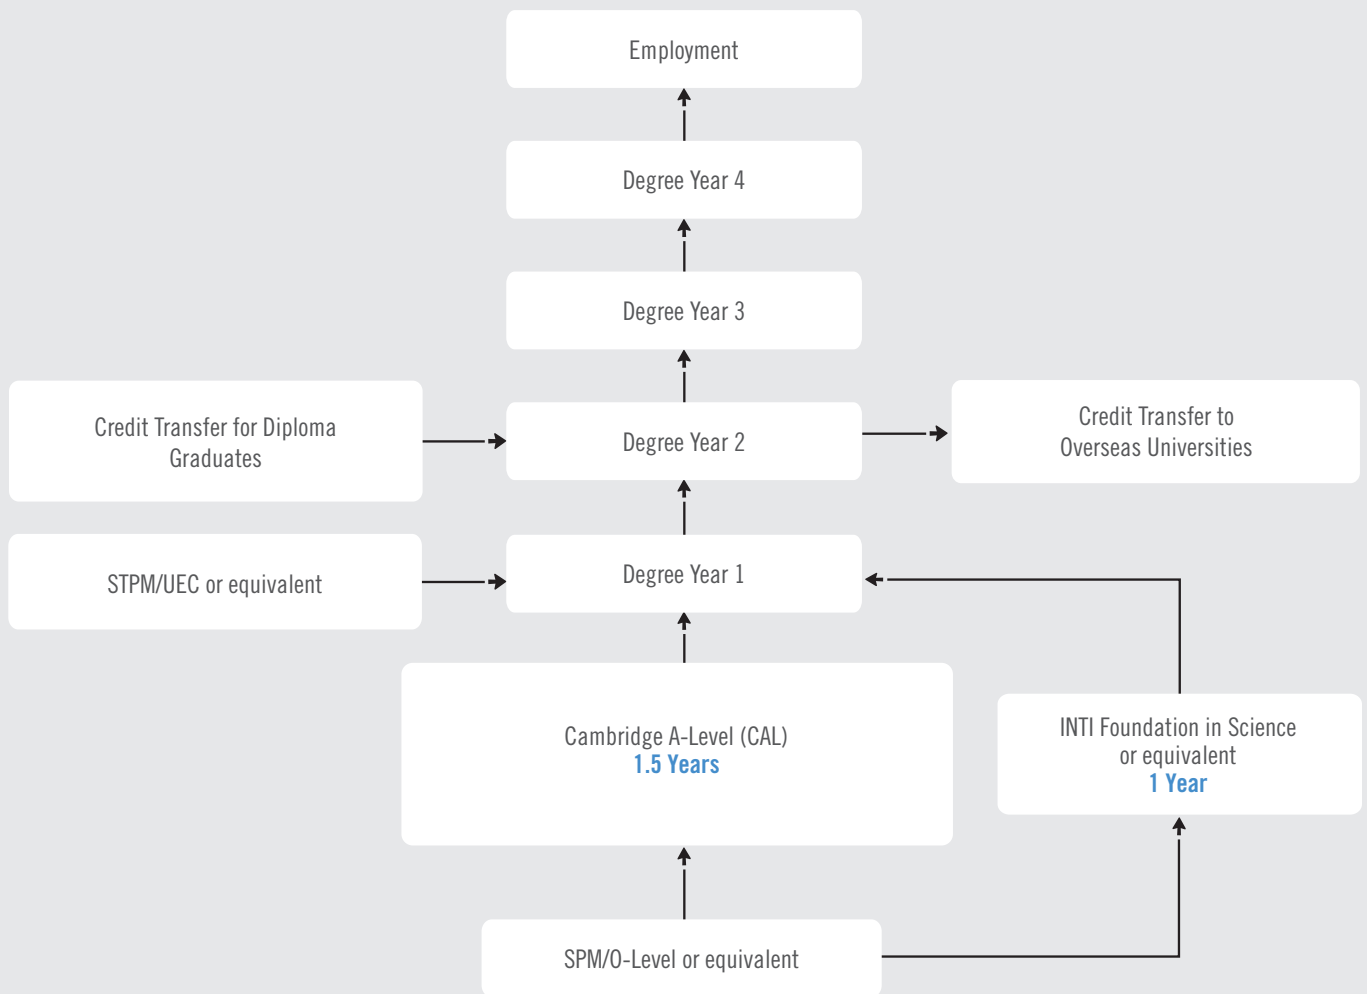 Employment
Degree Year 4
Degree Year 3
Credit Transfer for Diploma
Graduates
Degree Year 2
Credit Transfer to
Overseas Universities
STPM/UEC or equivalent
Degree Year 1
Cambridge A-Level (CAL)
1.5 Years
INTI Foundation in Science
or equivalent
1 Year
SPM/O-Level or equivalent